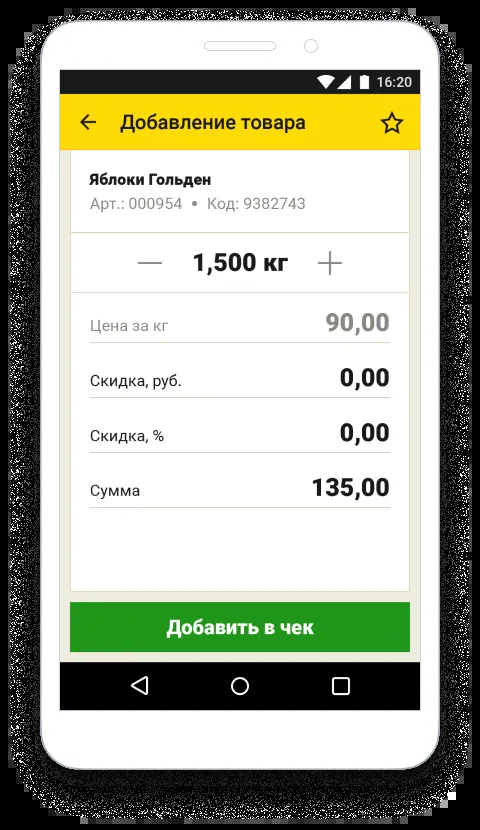 16:20
Добавление товара
Яблоки Гольден
Арт.: 000954 • Код: 9382743
1,500 кг
Цена за кг 90,00
Скидка, руб. 0,00
Скидка, % 0,00
Сумма 135,00
Добавить в чек